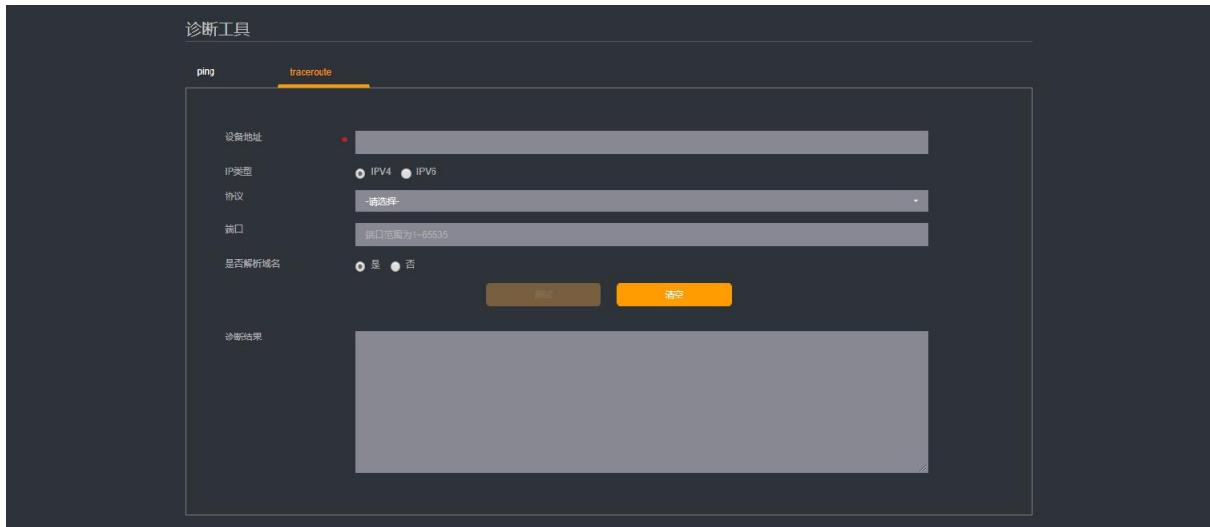 诊断工具
ping traceroute
设备地址 *
IP类型 IPV4 IPV6
协议 -请选择-
端口 端口范围为1~65535
是否解析域名 是 否
清空
诊断结果